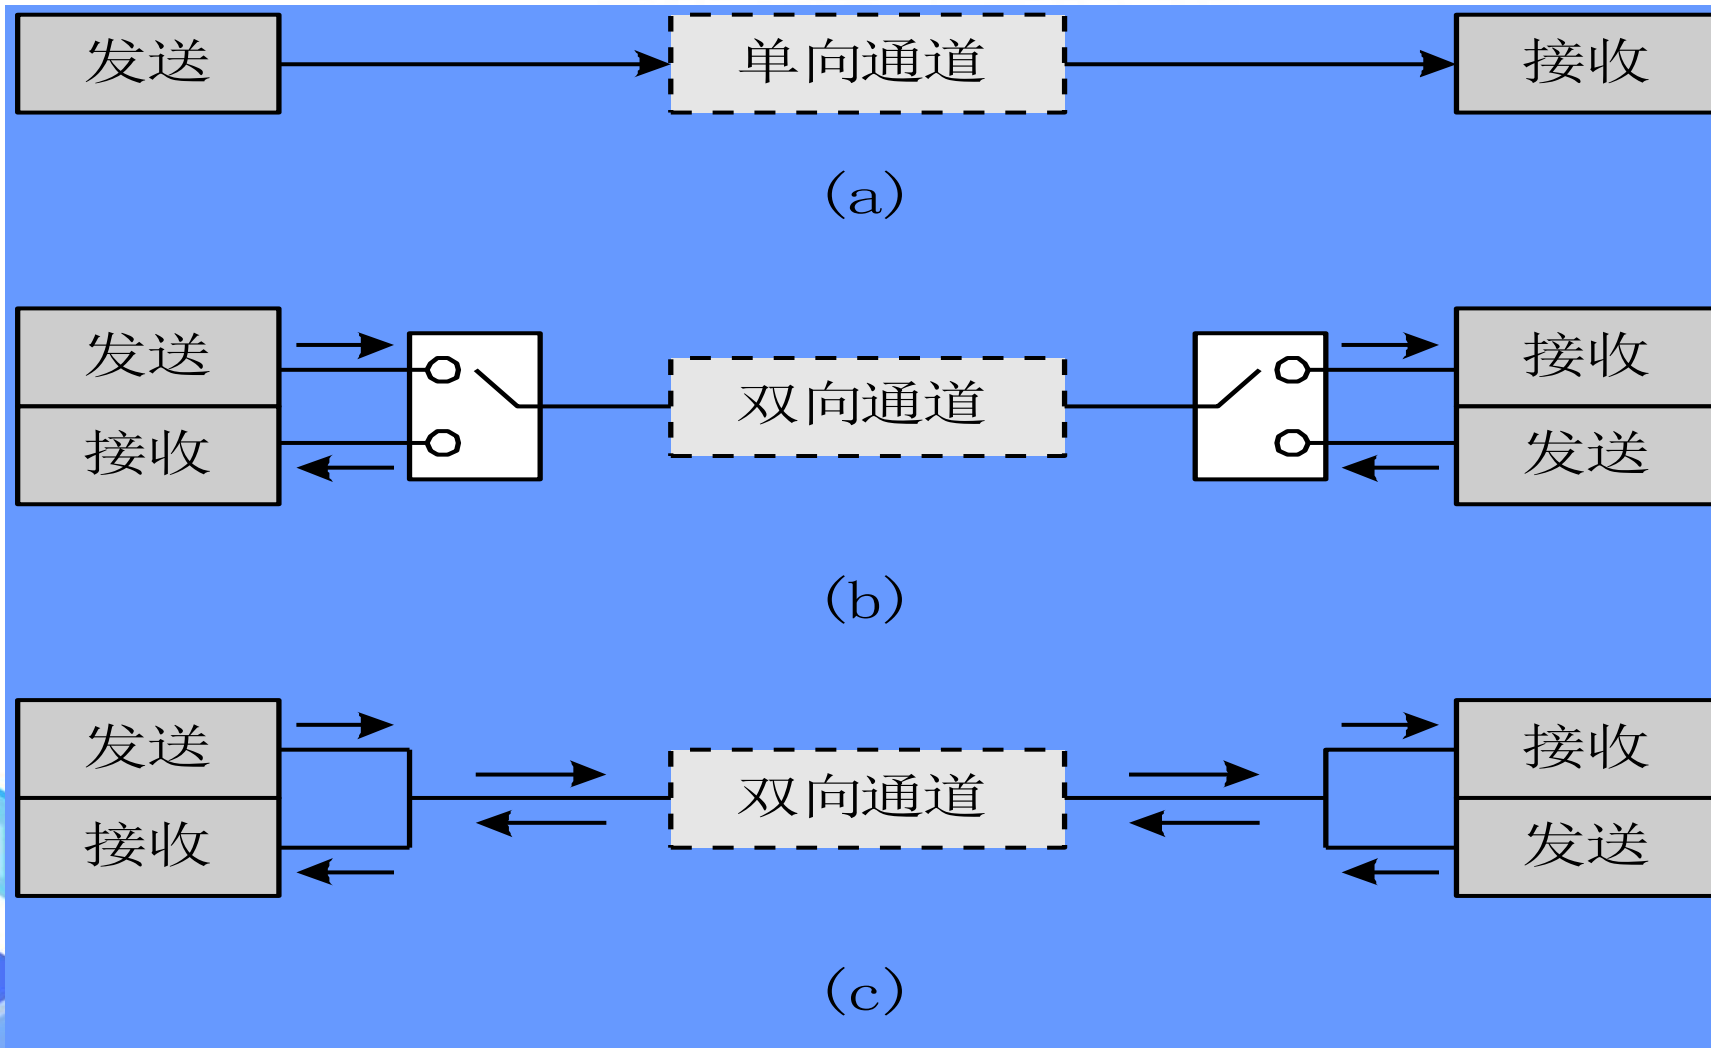 发送 单向通道 接收
(a)
发送 接收
双向通道
接收 发送
(b)
发送 接收
双向通道
接收 发送
(c)